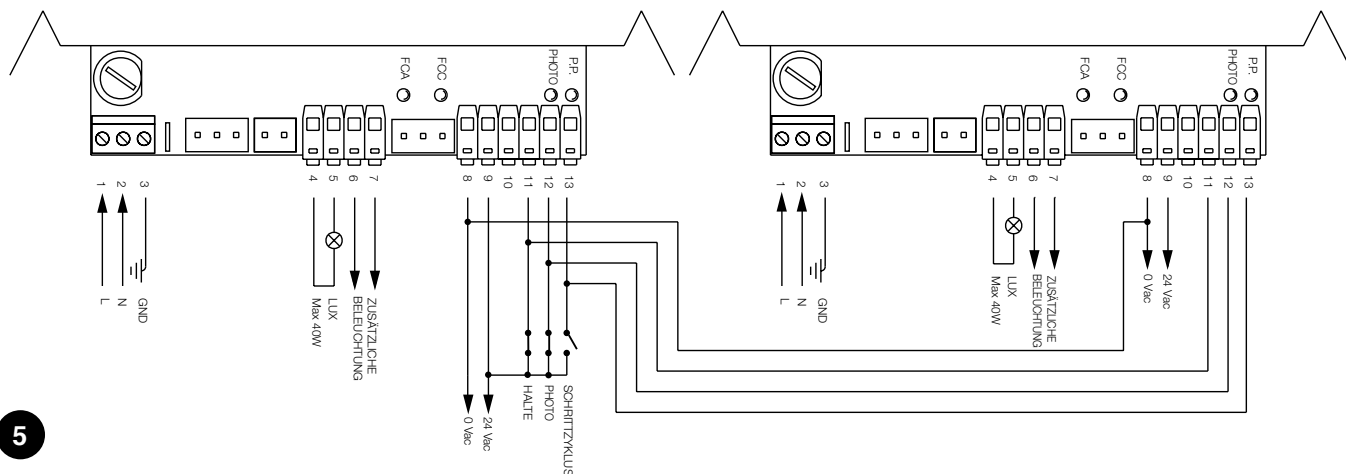 FCA
FCC
PHOTO
P.P.
1
2
3
4
5
6
7
8
9
10
11
12
13
L
N
GND
Max 40W
LUX
BELEUCHTUNG
ZUSÄTZLICHE
0 Vac
24 Vac
HALTE
PHOTO
SCHRITTZYKLUS
FCA
FCC
PHOTO
P.P.
1
2
3
4
5
6
7
8
9
10
11
12
13
L
N
GND
Max 40W
LUX
BELEUCHTUNG
ZUSÄTZLICHE
0 Vac
24 Vac
5